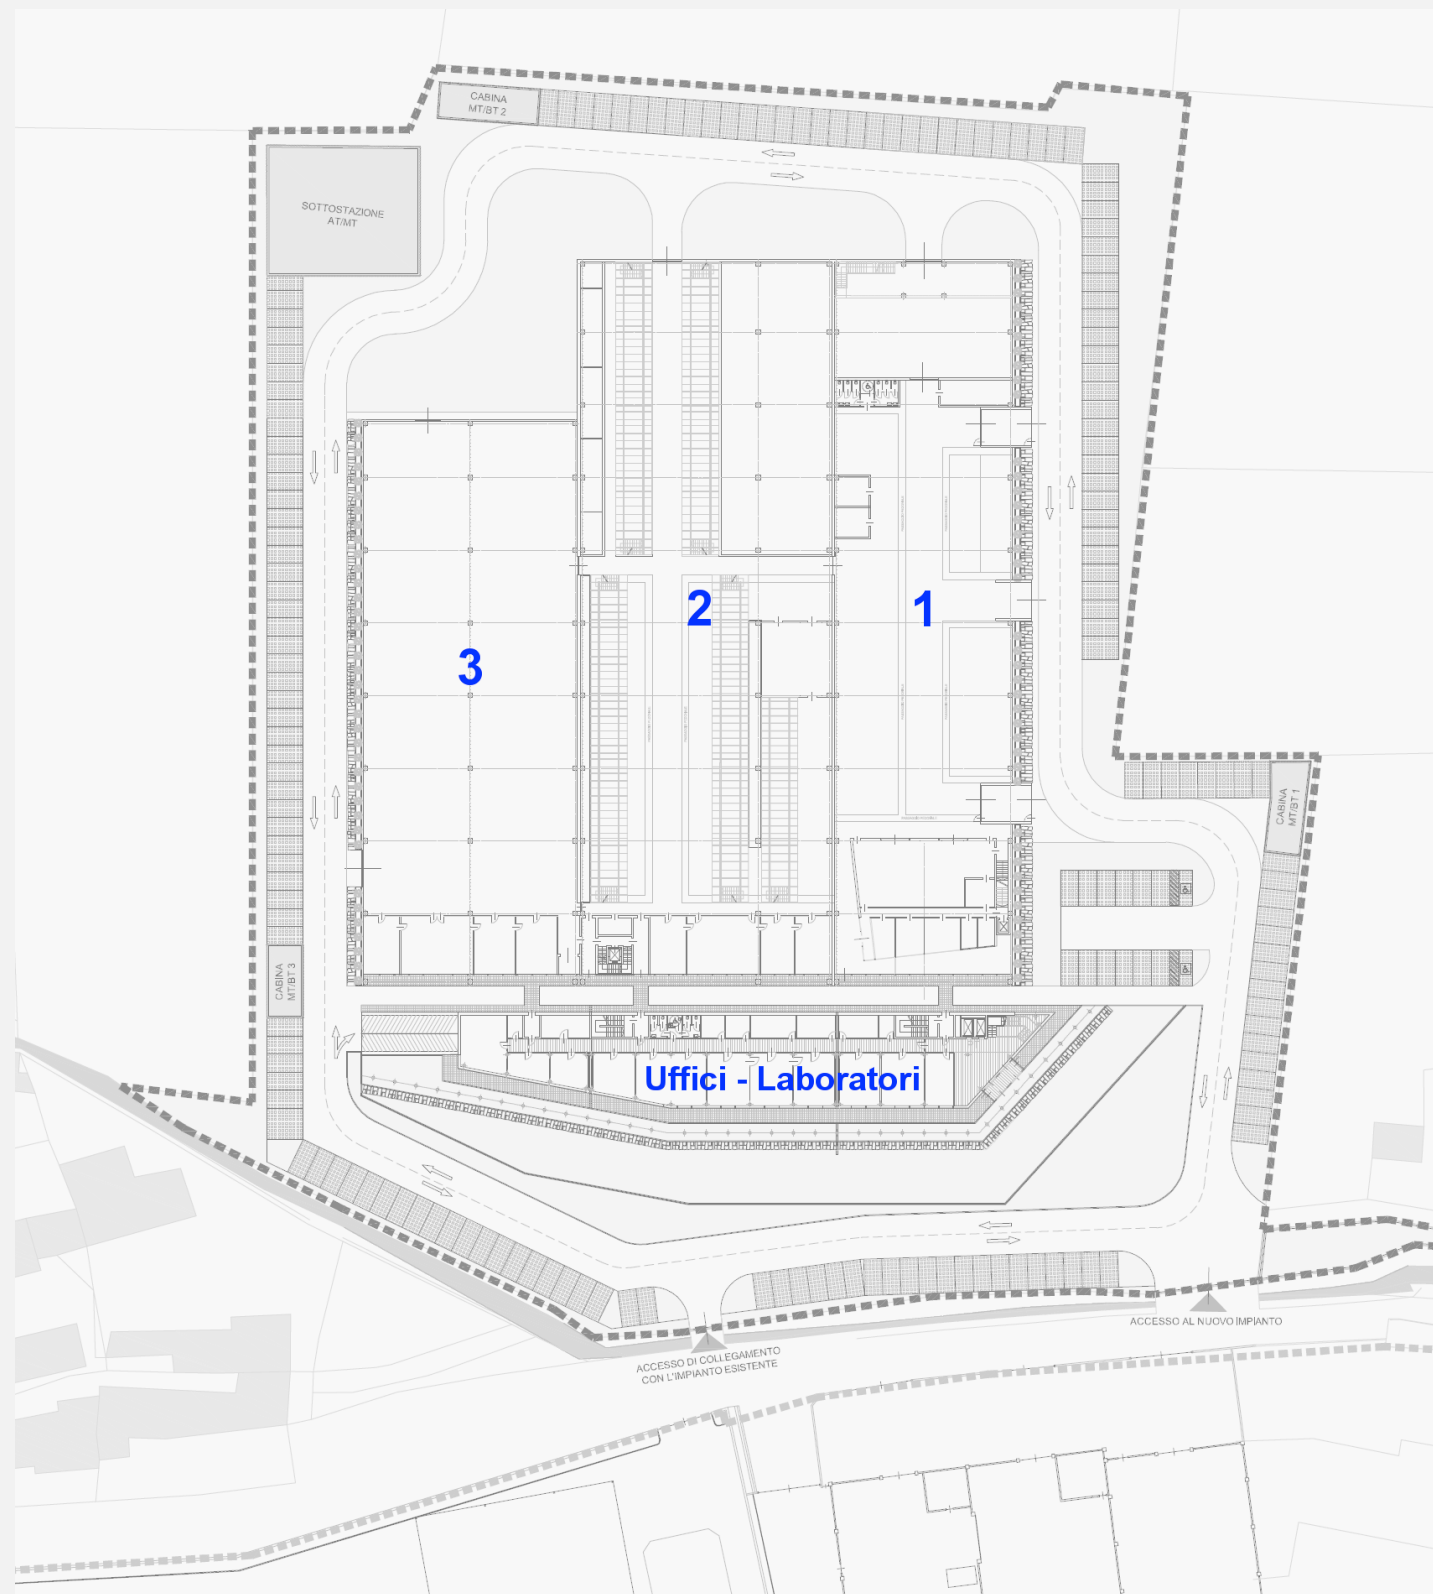 CABINA
MT/BT 2
SOTTOSTAZIONE
AT/MT
2
1
3
CABINA
MT/BT 1
CABINA
MT/BT 3
Uffici - Laboratori
ACCESSO AL NUOVO IMPIANTO
ACCESSO DI COLLEGAMENTO
CON L'IMPIANTO ESISTENTE